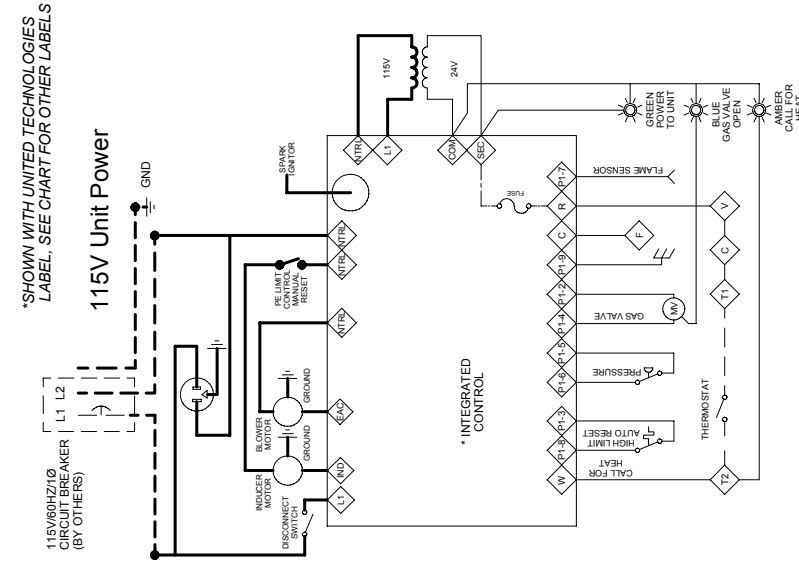 *SHOWN WITH UNITED TECHNOLOGIES
LABEL, SEE CHART FOR OTHER LABELS
115V Unit Power
GND
L1 L2
115V/60HZ/1Ø
CIRCUIT BREAKER
(BY OTHERS)
115V
24V
NTRL
L1
COM
SEC
SPARK
IGNITOR
NTRL
NTRL
PE LIMIT
CONTROL
MANUAL
RESET
NTRL
EAC
BLOWER
MOTOR
GROUND
IND
INDUCER
MOTOR
GROUND
L1
DISCONNECT
SWITCH
* INTEGRATED
CONTROL
FUSE
P1-7
R
C
P1-9
P1-2
P1-4
P1-5
P1-6
P1-3
P1-8
W
FLAME SENSOR
F
GAS VALVE
MV
PRESSURE
HIGH LIMIT
AUTO RESET
CALL FOR
HEAT
V
C
T1
THERMOSTAT
T2
GREEN
POWER
TO UNIT
BLUE
GAS VALVE
OPEN
AMBER
CALL FOR
HEAT